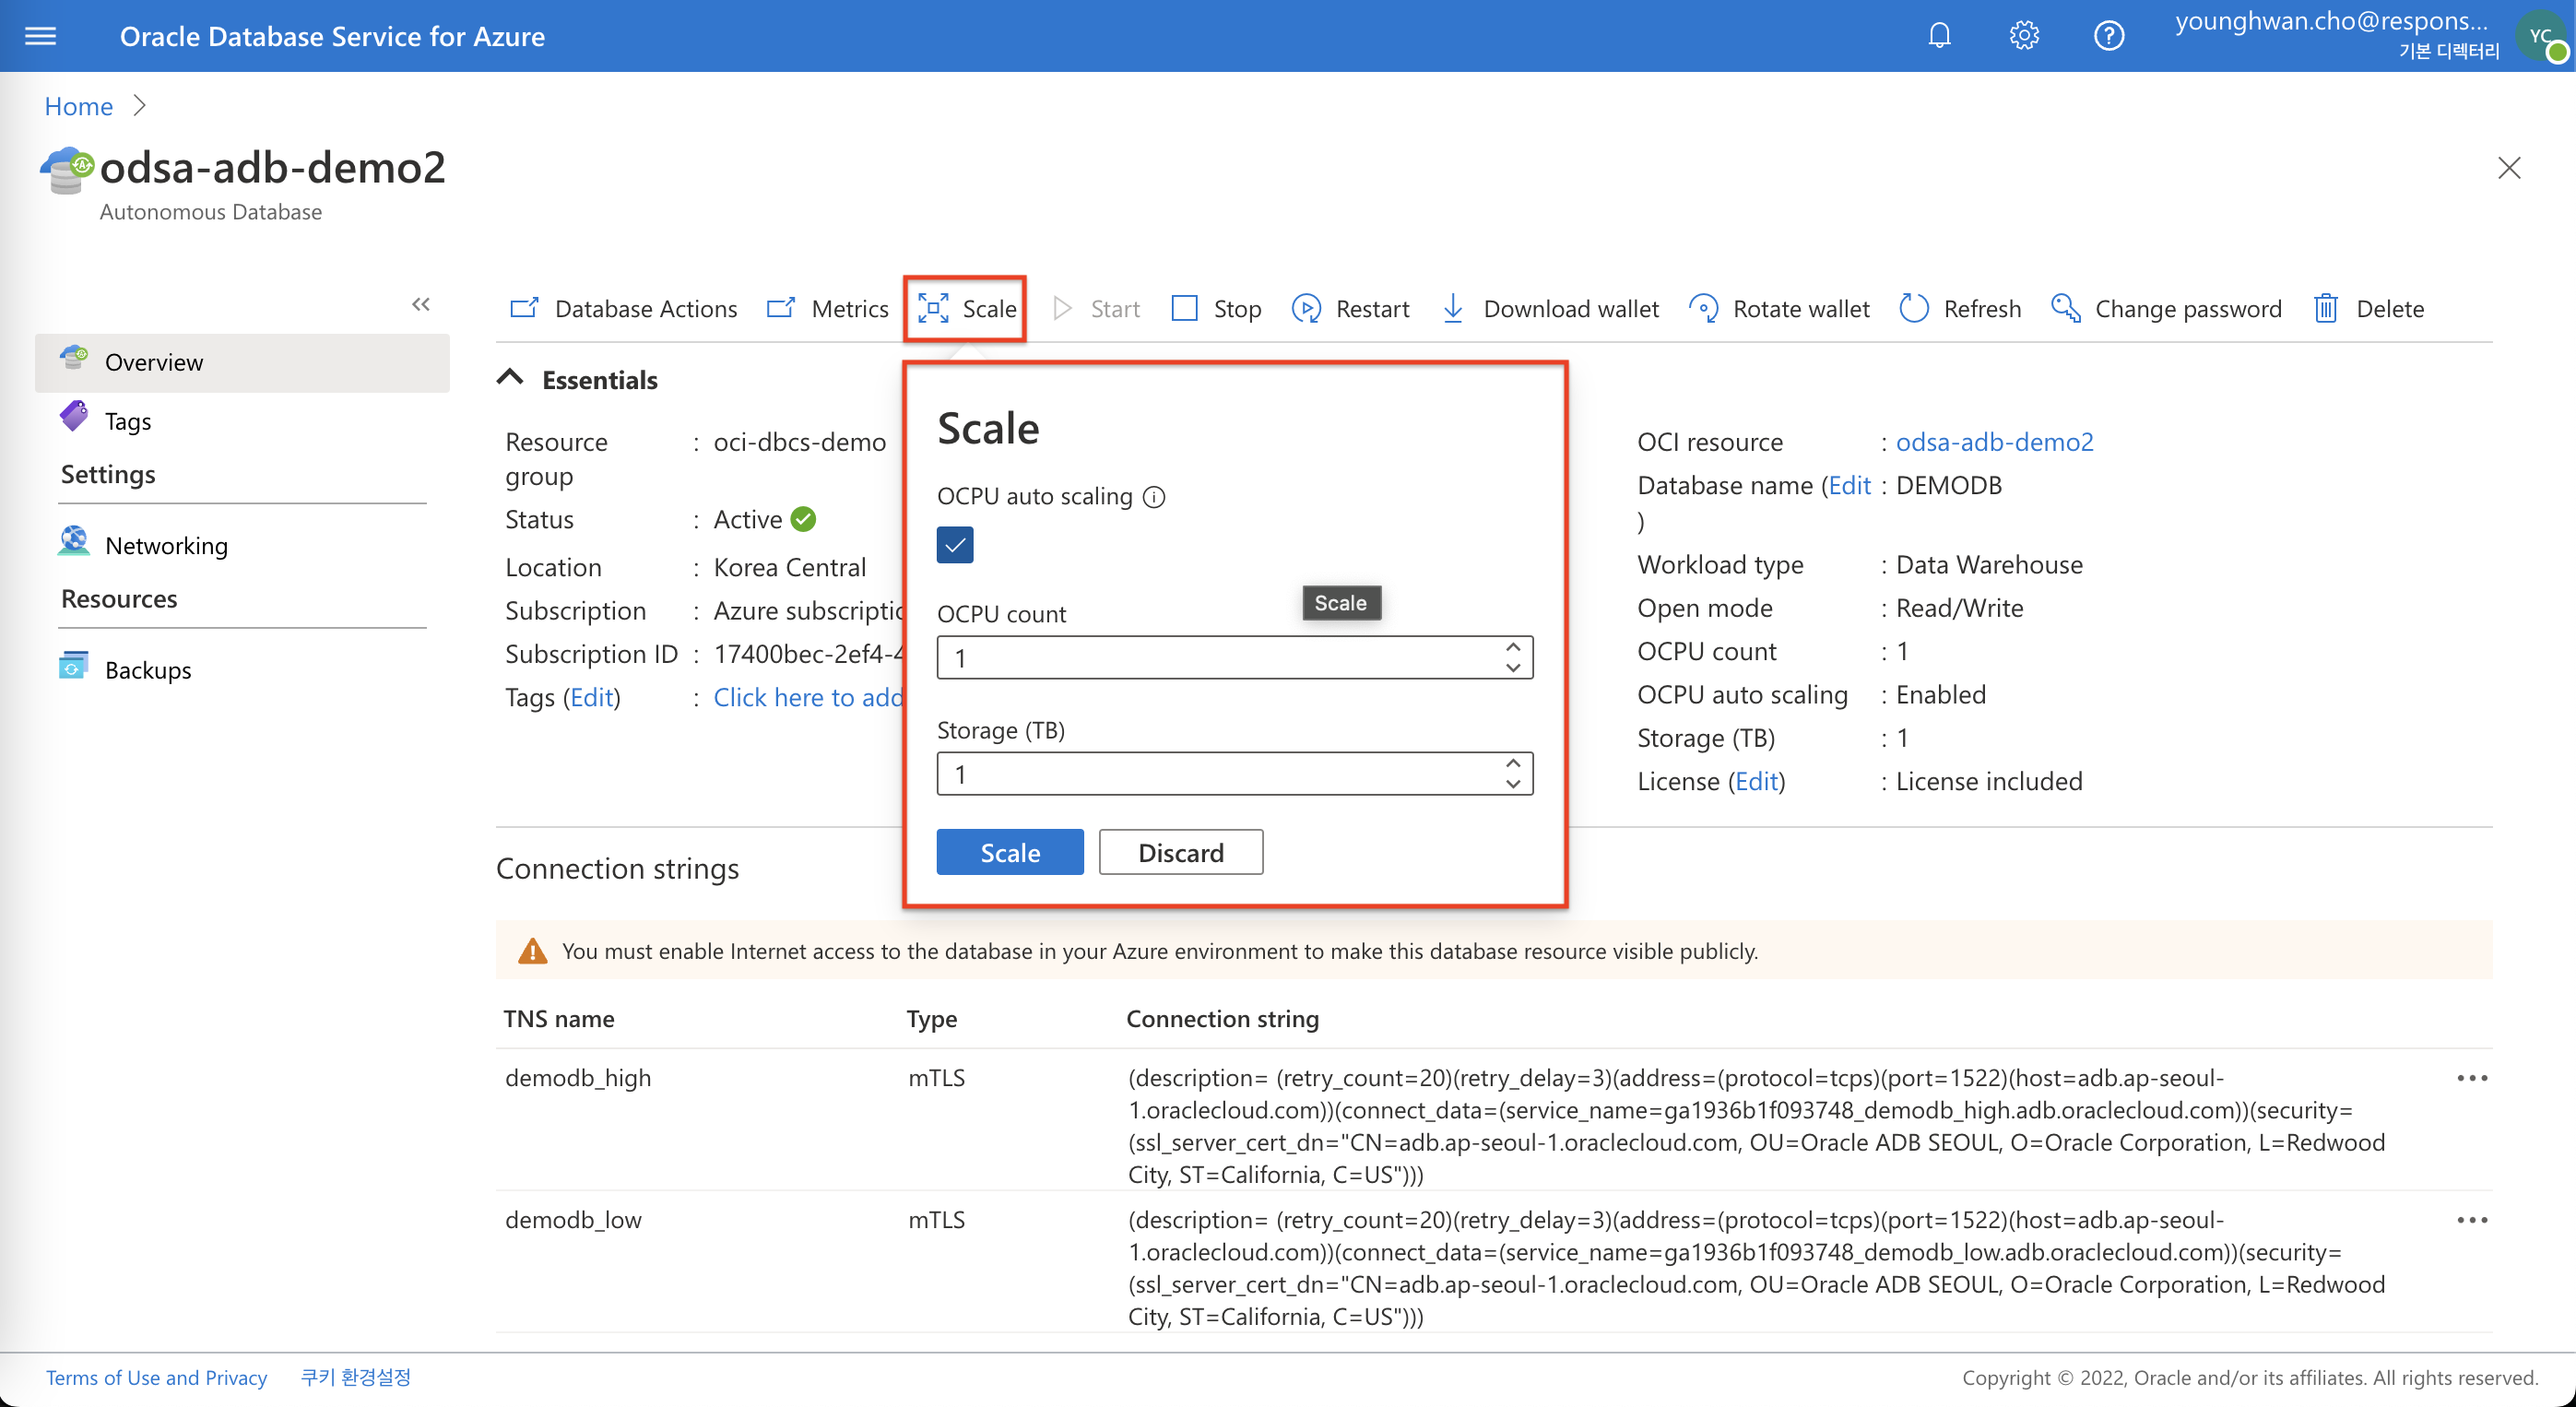 Oracle Database Service for Azure
younghwan.cho@respons...
기본 디렉터리
YC
Home
odsa-adb-demo2
Autonomous Database
Database Actions
Metrics
Scale
Start
Stop
Restart
Download wallet
Rotate wallet
Refresh
Change password
Delete
Overview
Tags
Settings
Networking
Resources
Backups
Essentials
Resource group : oci-dbcs-demo
Status : Active
Location : Korea Central
Subscription : Azure subscriptic
Subscription ID : 17400bec-2ef4-4
Tags (Edit) : Click here to add
Scale
OCPU auto scaling
Scale
OCPU count
1
Storage (TB)
1
Scale
Discard
OCI resource : odsa-adb-demo2
Database name (Edit) : DEMODB
Workload type : Data Warehouse
Open mode : Read/Write
OCPU count : 1
OCPU auto scaling : Enabled
Storage (TB) : 1
License (Edit) : License included
Connection strings
You must enable Internet access to the database in your Azure environment to make this database resource visible publicly.
TNS name Type Connection string
demodb_high mTLS (description= (retry_count=20)(retry_delay=3)(address=(protocol=tcps)(port=1522)(host=adb.ap-seoul-
1.oraclecloud.com))(connect_data=(service_name=ga1936b1f093748_demodb_high.adb.oraclecloud.com))(security=
(ssl_server_cert_dn="CN=adb.ap-seoul-1.oraclecloud.com, OU=Oracle ADB SEOUL, O=Oracle Corporation, L=Redwood
City, ST=California, C=US")))
demodb_low mTLS (description= (retry_count=20)(retry_delay=3)(address=(protocol=tcps)(port=1522)(host=adb.ap-seoul-
1.oraclecloud.com))(connect_data=(service_name=ga1936b1f093748_demodb_low.adb.oraclecloud.com))(security=
(ssl_server_cert_dn="CN=adb.ap-seoul-1.oraclecloud.com, OU=Oracle ADB SEOUL, O=Oracle Corporation, L=Redwood
City, ST=California, C=US")))
Terms of Use and Privacy
쿠키 환경설정
Copyright © 2022, Oracle and/or its affiliates. All rights reserved.